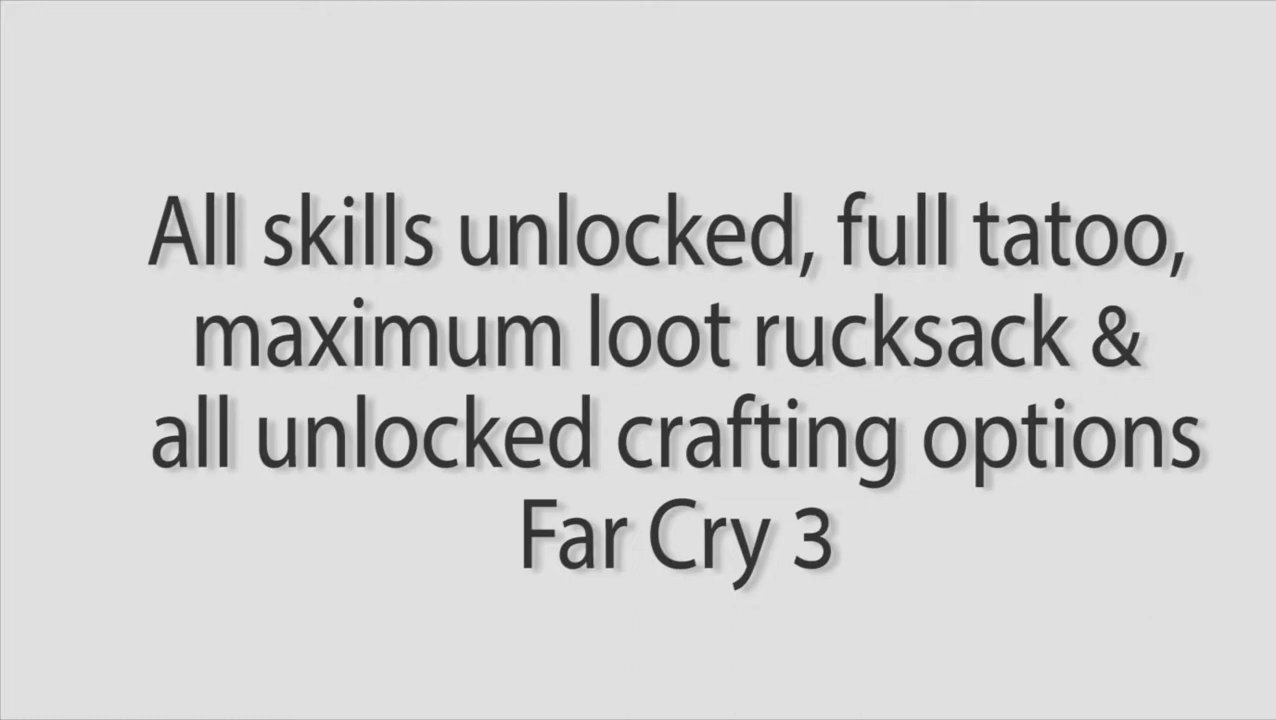 All skills unlocked, full tatoo,
maximum loot rucksack &
all unlocked crafting options
Far Cry 3